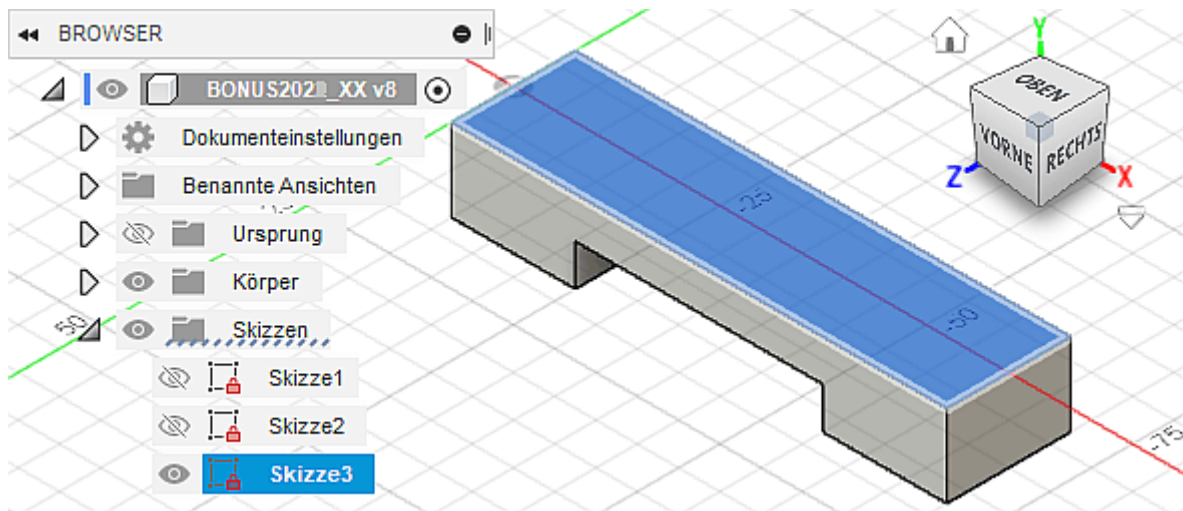 BROWSER
BONUS202_XX v8
Dokumenteinstellungen
Benannte Ansichten
Ursprung
Körper
Skizzen
Skizze1
Skizze2
Skizze3
50
-25
-50
-75
Y
OBEN
VORNE
RECHTS
Z
X